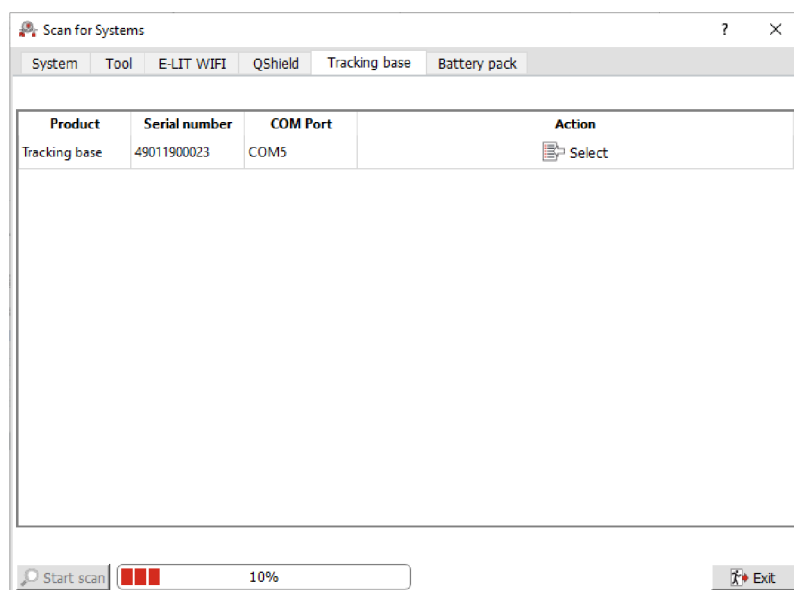 Scan for Systems ?
System Tool E-LIT WIFI QShield Tracking base Battery pack
Product Serial number COM Port Action
Tracking base 49011900023 COM5 Select
Start scan 10% Exit